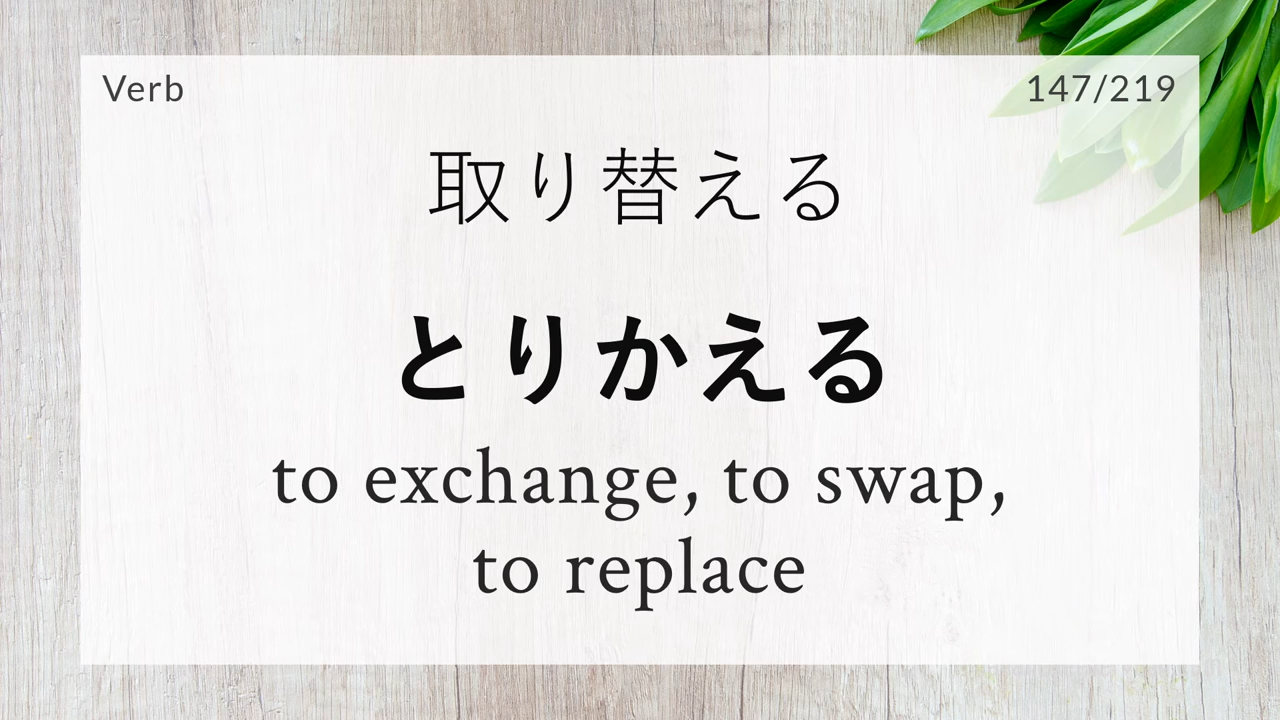 Verb
147/219
取り替える
とりかえる
to exchange, to swap,
to replace